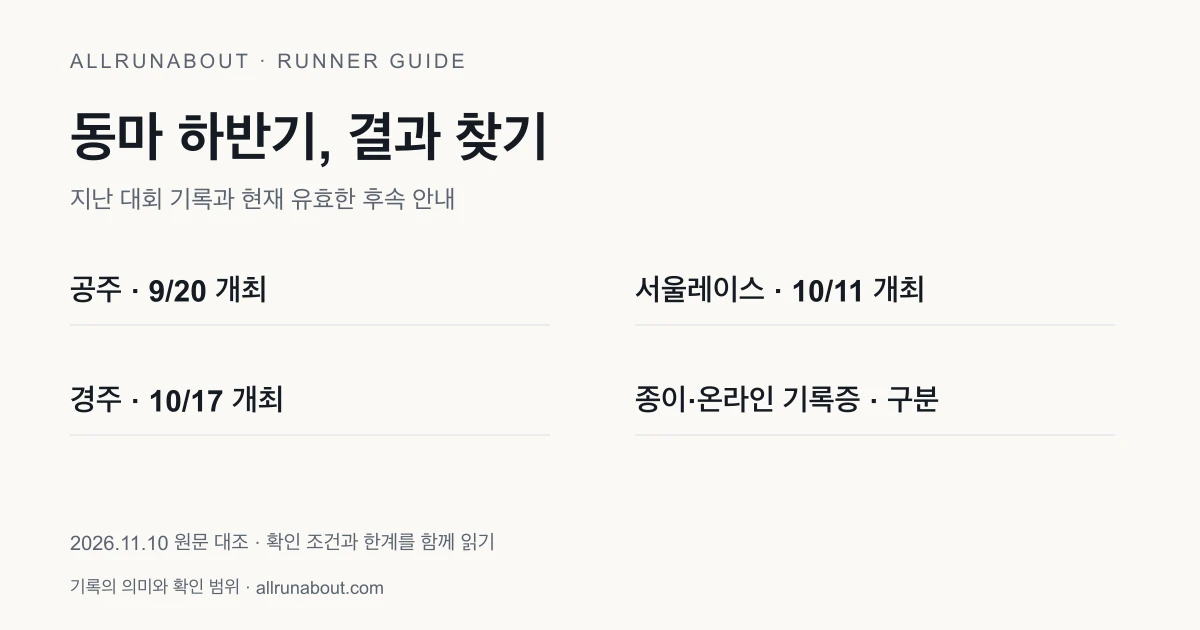 ALLRUNABOUT · RUNNER GUIDE
동마 하반기, 결과 찾기
지난 대회 기록과 현재 유효한 후속 안내
공주 · 9/20 개최
서울레이스 · 10/11 개최
경주 · 10/17 개최
종이·온라인 기록증 · 구분
2026.11.10 원문 대조 · 확인 조건과 한계를 함께 읽기
기록의 의미와 확인 범위 · allrunabout.com